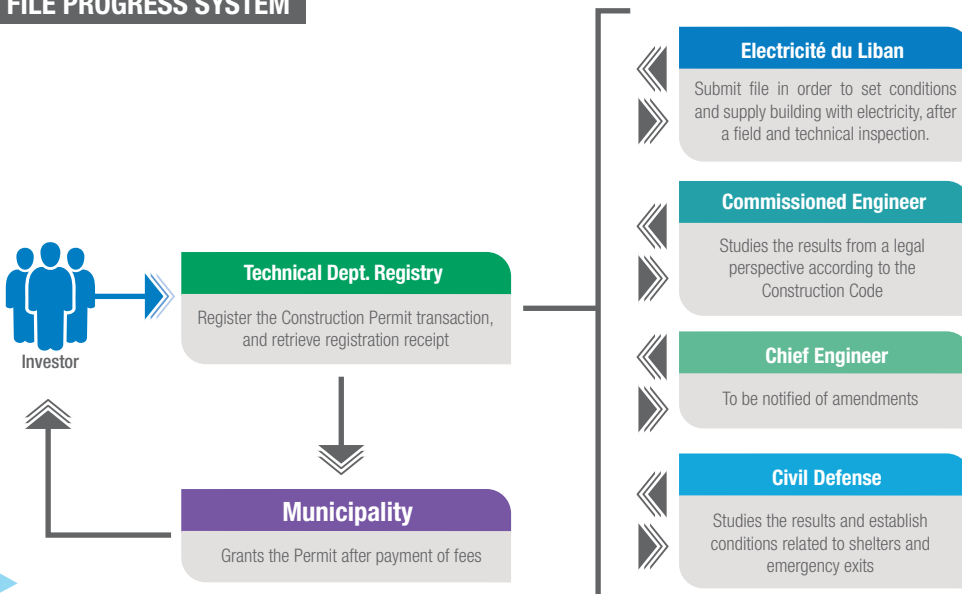 FILE PROGRESS SYSTEM
Investor
Technical Dept. Registry
Register the Construction Permit transaction,
and retrieve registration receipt
Municipality
Grants the Permit after payment of fees
Electricité du Liban
Submit file in order to set conditions
and supply building with electricity, after
a field and technical inspection.
Commissioned Engineer
Studies the results from a legal
perspective according to the
Construction Code
Chief Engineer
To be notified of amendments
Civil Defense
Studies the results and establish
conditions related to shelters and
emergency exits